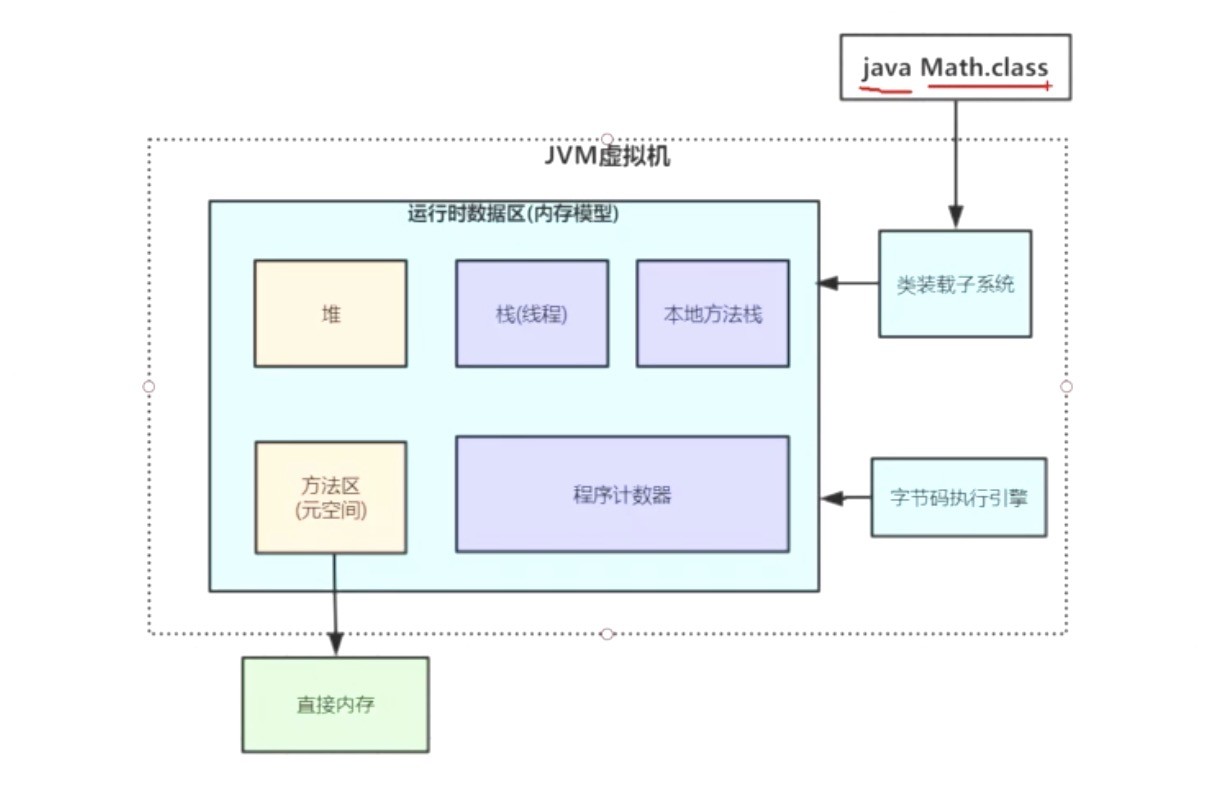 java Math.class
JVM虚拟机
运行时数据区(内存模型)
堆
栈(线程)
本地方法栈
类装载子系统
方法区
(元空间)
程序计数器
字节码执行引擎
直接内存